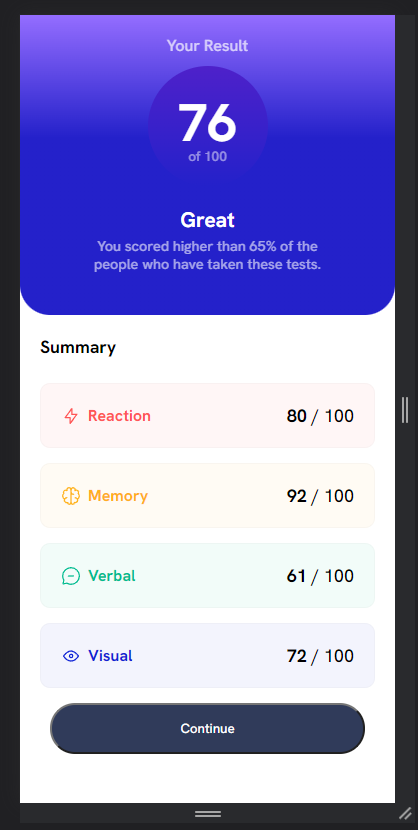 Your Result
76
of 100
Great
You scored higher than 65% of the
people who have taken these tests.
Summary
Reaction 80 / 100
Memory 92 / 100
Verbal 61 / 100
Visual 72 / 100
Continue